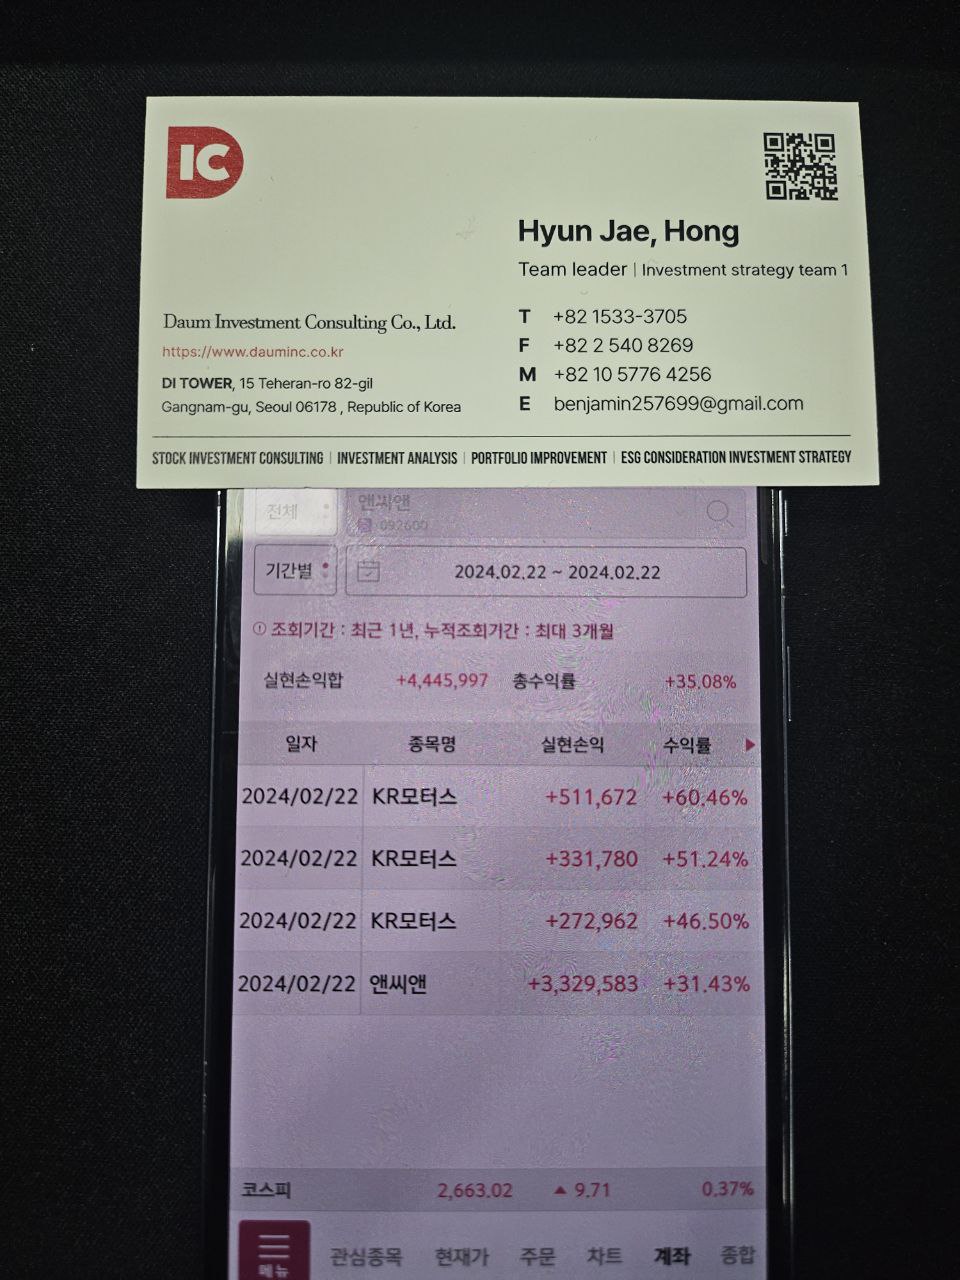 IC
Hyun Jae, Hong
Team leader | Investment strategy team 1
Daum Investment Consulting Co., Ltd.
https://www.dauminc.co.kr
DI TOWER, 15 Teheran-ro 82-gil
Gangnam-gu, Seoul 06178 , Republic of Korea
T +82 1533-3705
F +82 2 540 8269
M +82 10 5776 4256
E benjamin257699@gmail.com
STOCK INVESTMENT CONSULTING | INVESTMENT ANALYSIS | PORTFOLIO IMPROVEMENT | ESG CONSIDERATION INVESTMENT STRATEGY
전체 앤씨앤
092600
기간별 2024.02.22 ~ 2024.02.22
조회기간 : 최근 1년, 누적조회기간 : 최대 3개월
실현손익합 +4,445,997 총수익률 +35.08%
일자 종목명 실현손익 수익률
2024/02/22 KR모터스 +511,672 +60.46%
2024/02/22 KR모터스 +331,780 +51.24%
2024/02/22 KR모터스 +272,962 +46.50%
2024/02/22 앤씨앤 +3,329,583 +31.43%
코스피 2,663.02 ▲ 9.71 0.37%
메뉴 관심종목 현재가 주문 차트 계좌 종합